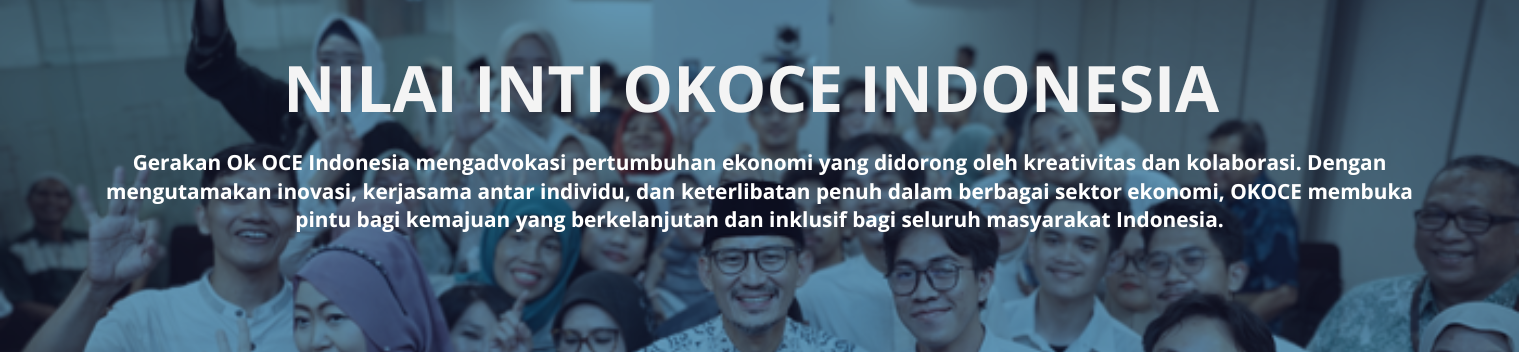 NILAI INTI OKOCE INDONESIA
Gerakan Ok OCE Indonesia mengadvokasi pertumbuhan ekonomi yang didorong oleh kreativitas dan kolaborasi. Dengan
mengutamakan inovasi, kerjasama antar individu, dan keterlibatan penuh dalam berbagai sektor ekonomi, OKOCE membuka
pintu bagi kemajuan yang berkelanjutan dan inklusif bagi seluruh masyarakat Indonesia.